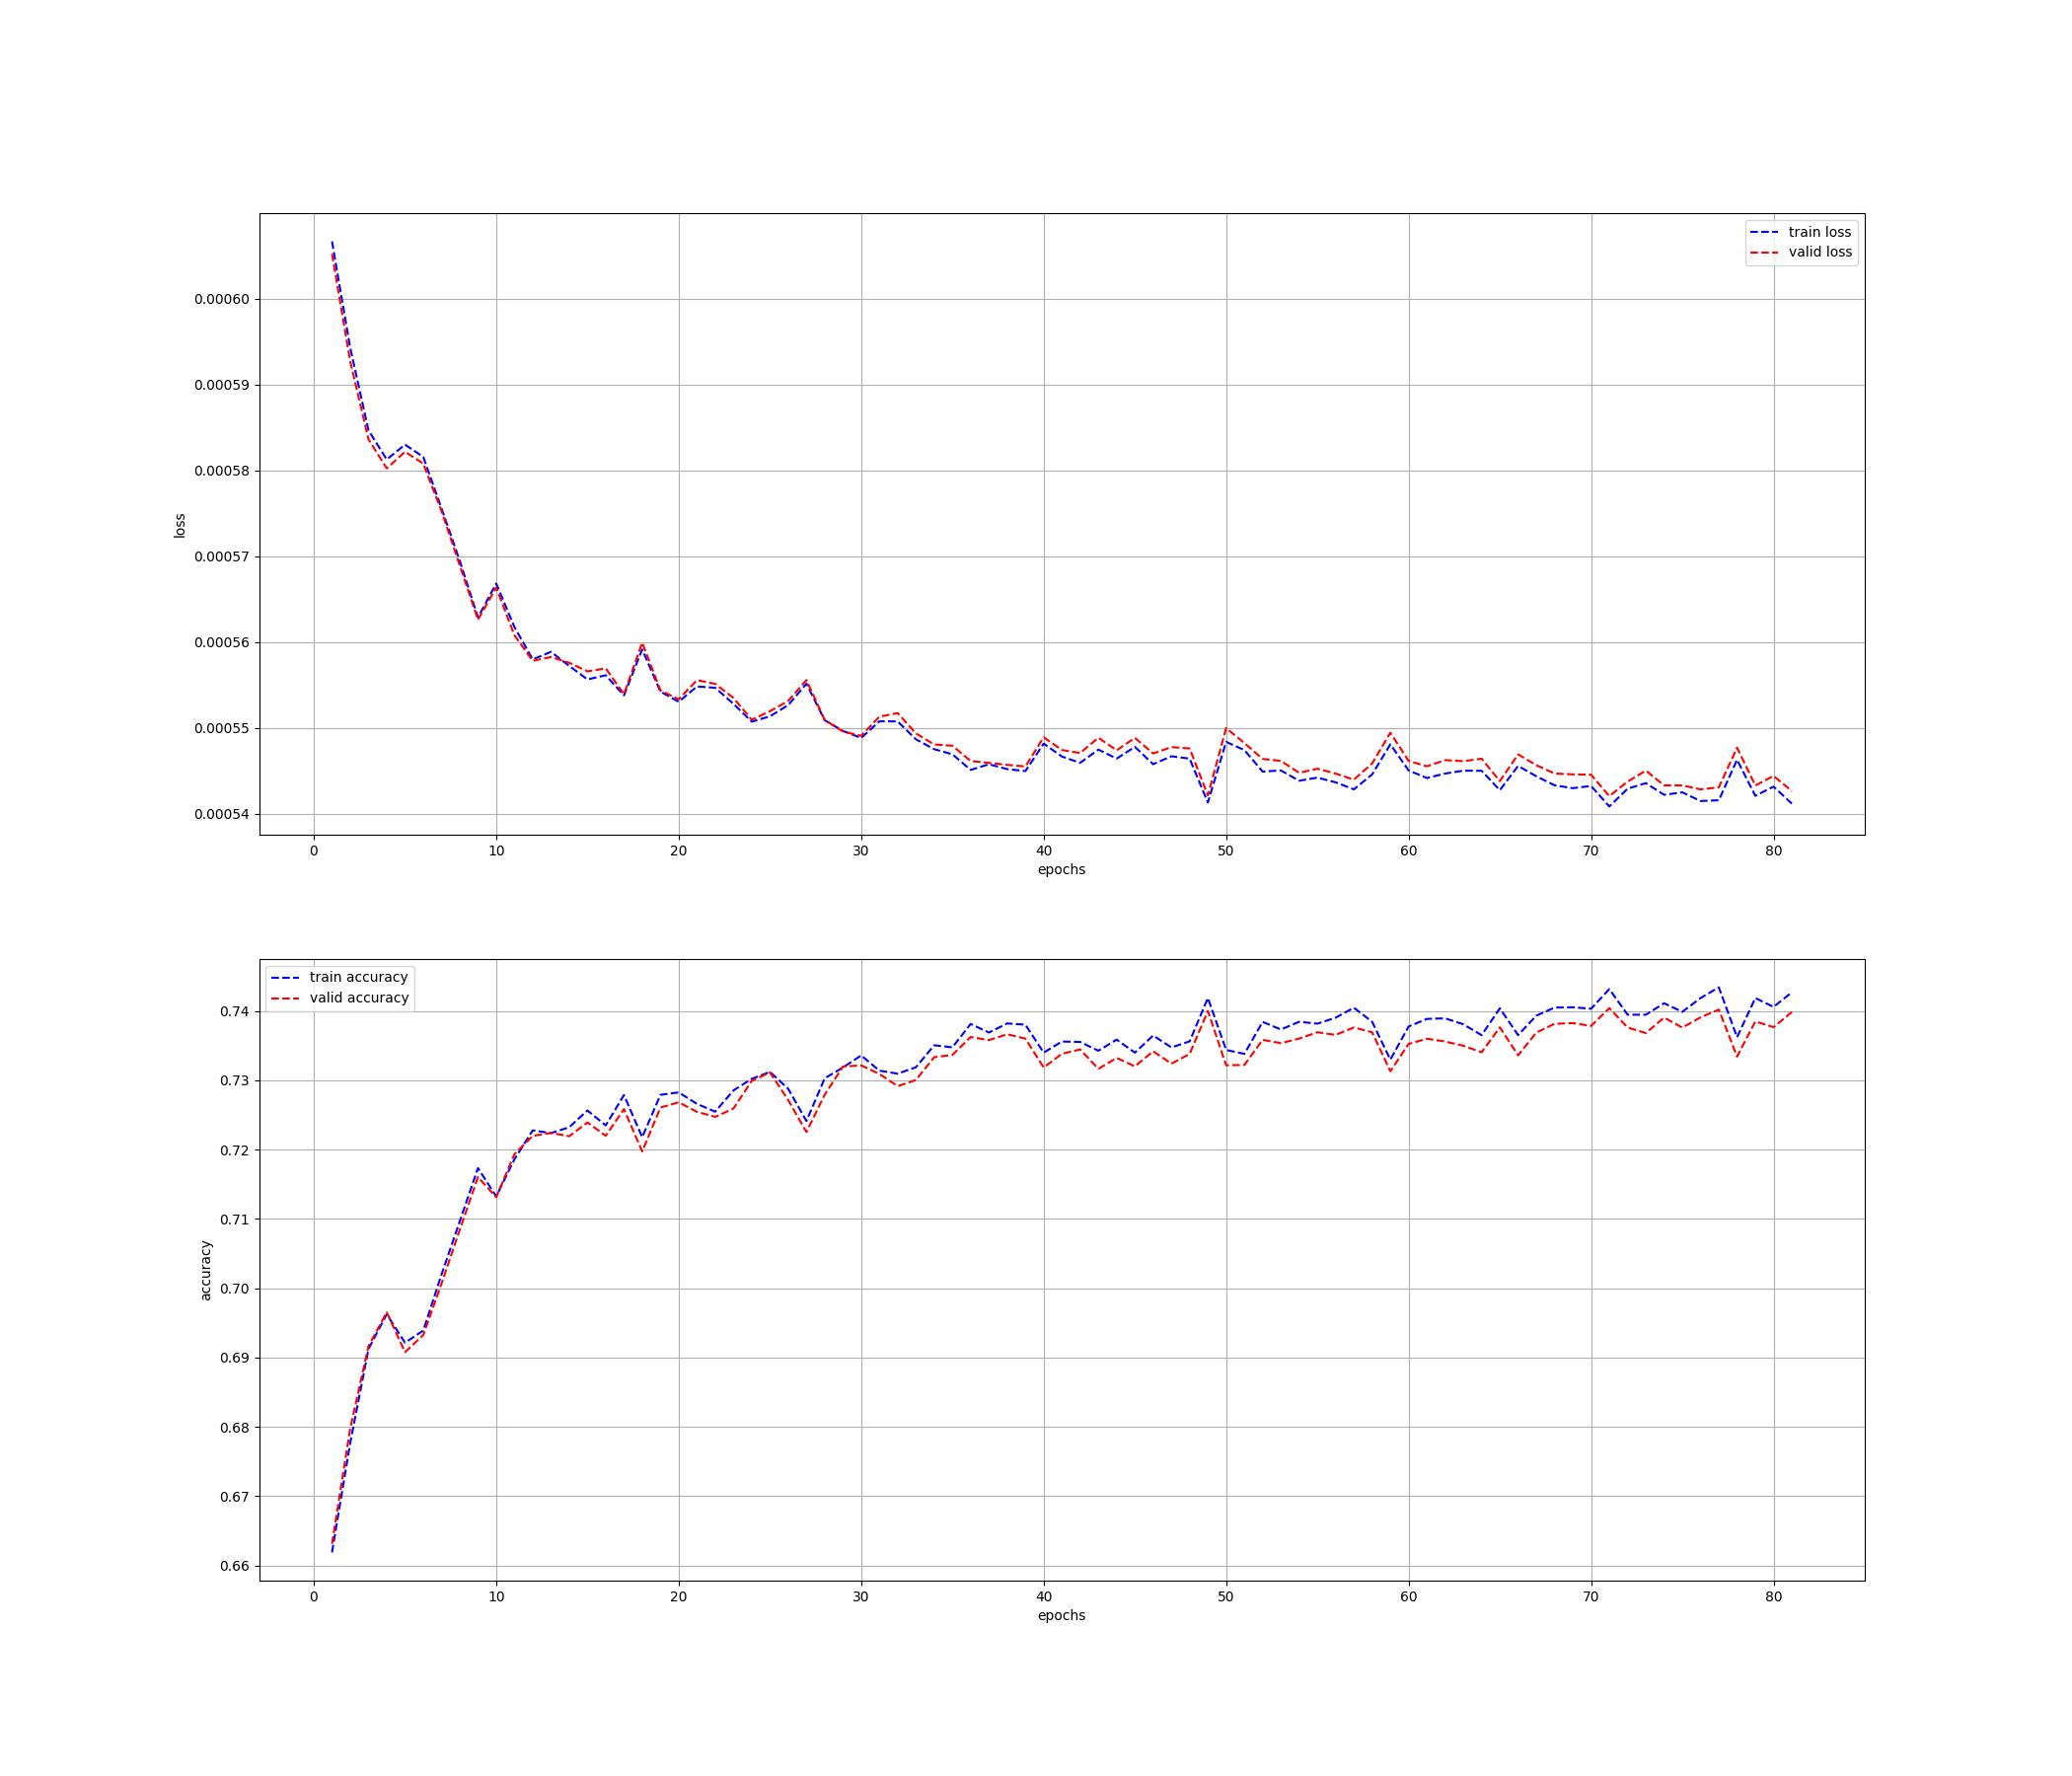 train loss
valid loss
0.00060
0.00059
0.00058
0.00057
0.00056
0.00055
0.00054
loss
0 10 20 30 40 50 60 70 80
epochs
train accuracy
valid accuracy
0.74
0.73
0.72
0.71
0.70
0.69
0.68
0.67
0.66
accuracy
0 10 20 30 40 50 60 70 80
epochs